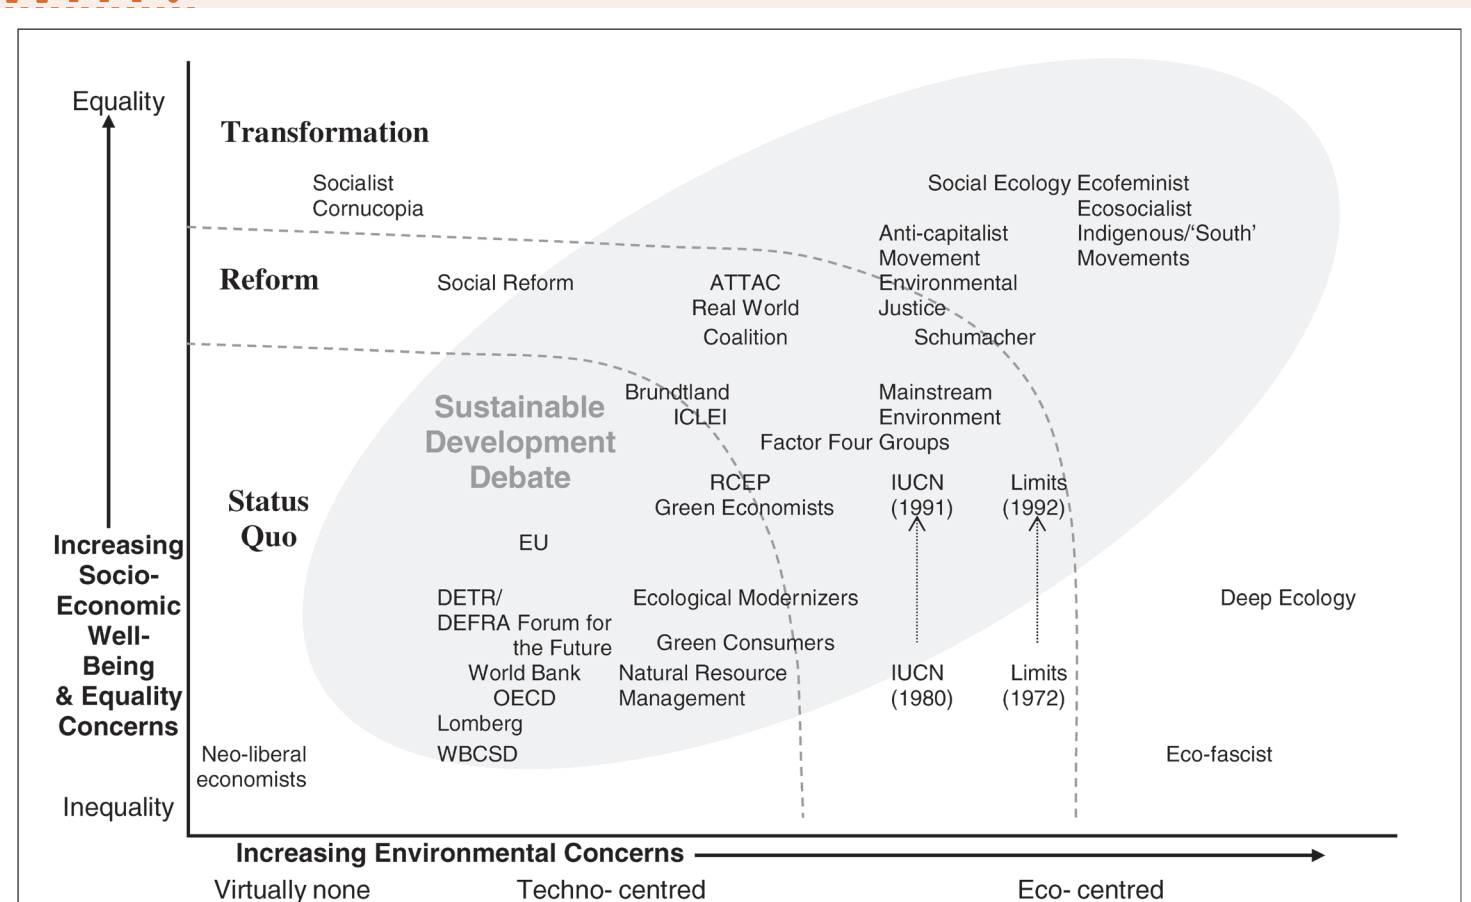 Equality
Transformation
Socialist
Cornucopia
Social Ecology Ecofeminist
Ecosocialist
Indigenous/‘South’
Movements
Anti-capitalist
Movement
Environmental
Justice
Reform
Social Reform
ATTAC
Real World
Coalition
Schumacher
Sustainable
Development
Debate
Brundtland
ICLEI
Mainstream
Environment
Factor Four Groups
Status
Quo
RCEP
Green Economists
IUCN
(1991)
Limits
(1992)
EU
Increasing
Socio-
Economic
Well-
Being
& Equality
Concerns
DETR/
DEFRA Forum for
the Future
Ecological Modernizers
Green Consumers
Deep Ecology
World Bank
OECD
Natural Resource
Management
IUCN
(1980)
Limits
(1972)
Lomberg
WBCSD
Neo-liberal
economists
Eco-fascist
Inequality
Increasing Environmental Concerns
Virtually none
Techno- centred
Eco- centred